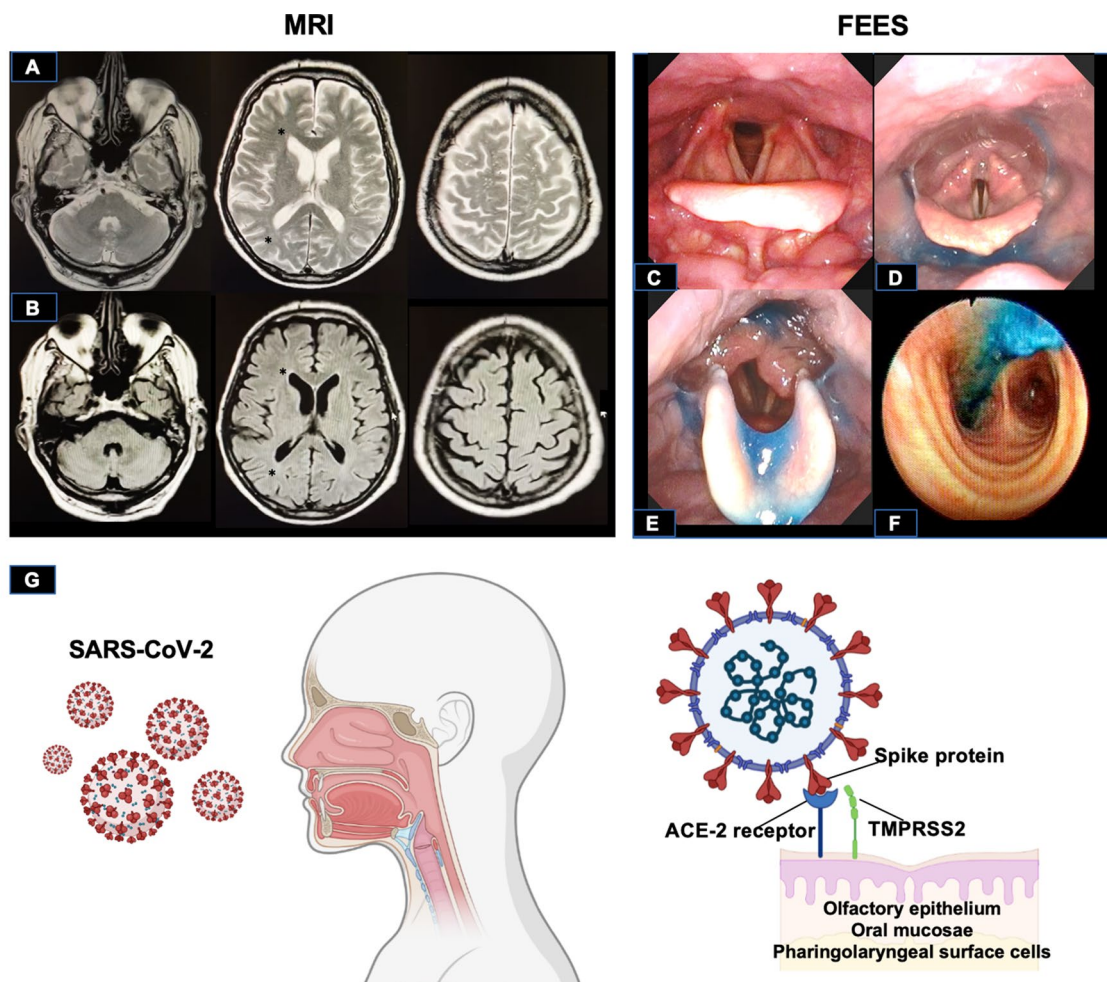 MRI
FEES
A
*
*
B
*
*
C
D
E
F
G
SARS-CoV-2
Spike protein
ACE-2 receptor
TMPRSS2
Olfactory epithelium
Oral mucosae
Pharingolaryngeal surface cells